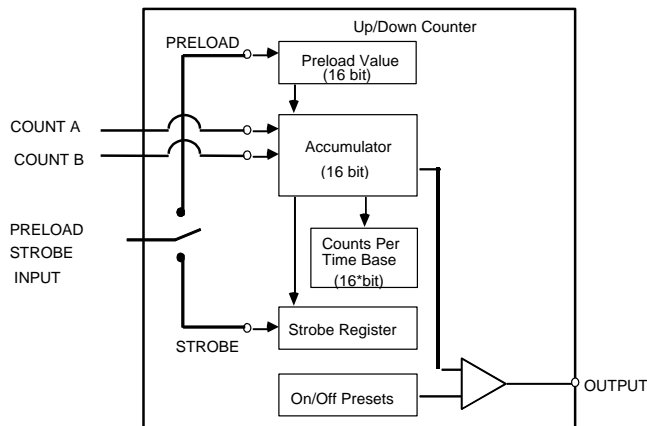 Up/Down Counter
PRELOAD
Preload Value
(16 bit)
COUNT A
COUNT B
Accumulator
(16 bit)
PRELOAD
STROBE
INPUT
Counts Per
Time Base
(16*bit)
Strobe Register
STROBE
On/Off Presets
OUTPUT